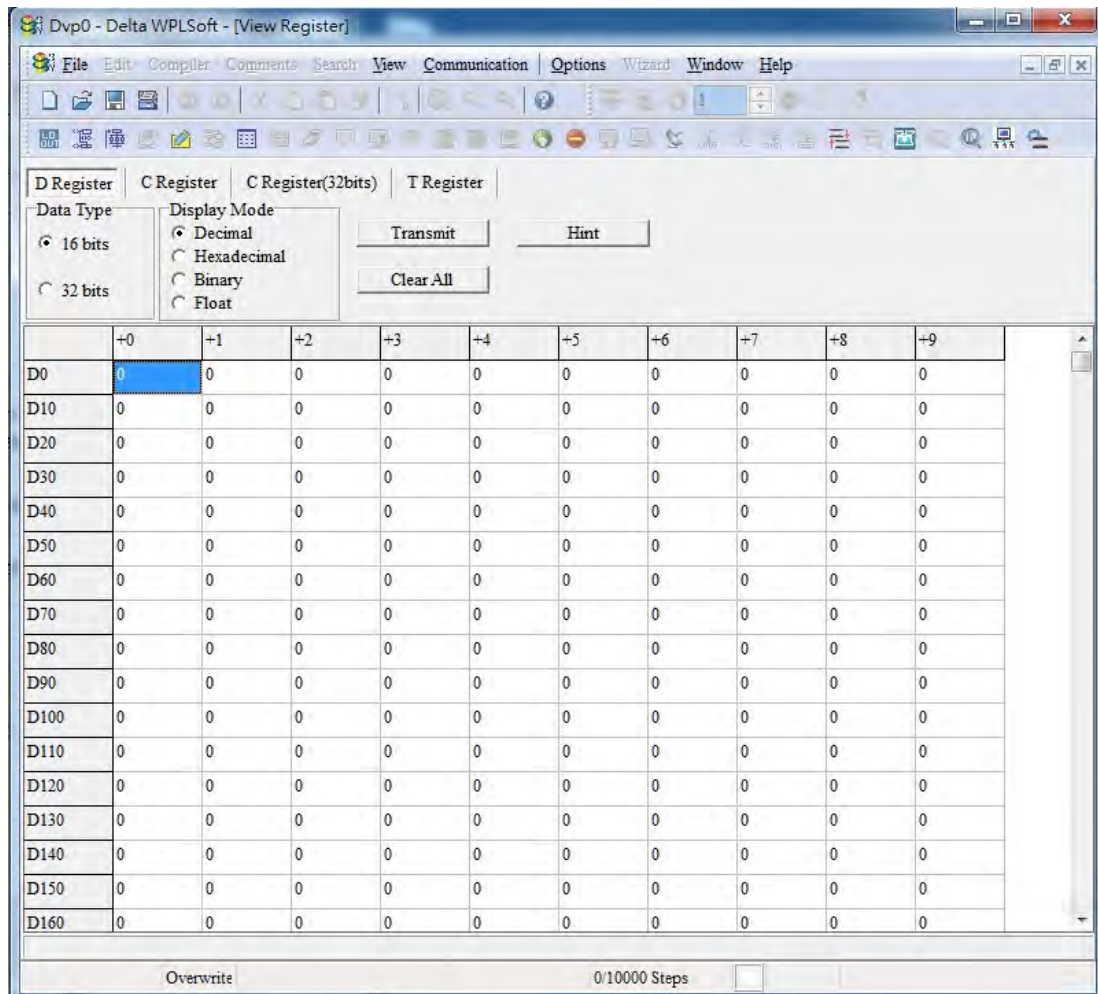 Dvp0 - Delta WPLSoft - [View Register]
File Edit Compiler Comments Search View Communication Options Wizard Window Help
1
D Register C Register C Register(32bits) T Register
Data Type Display Mode
16 bits Decimal Transmit Hint
Hexadecimal
32 bits Binary Clear All
Float
+0 +1 +2 +3 +4 +5 +6 +7 +8 +9
D0 0 0 0 0 0 0 0 0 0 0
D10 0 0 0 0 0 0 0 0 0 0
D20 0 0 0 0 0 0 0 0 0 0
D30 0 0 0 0 0 0 0 0 0 0
D40 0 0 0 0 0 0 0 0 0 0
D50 0 0 0 0 0 0 0 0 0 0
D60 0 0 0 0 0 0 0 0 0 0
D70 0 0 0 0 0 0 0 0 0 0
D80 0 0 0 0 0 0 0 0 0 0
D90 0 0 0 0 0 0 0 0 0 0
D100 0 0 0 0 0 0 0 0 0 0
D110 0 0 0 0 0 0 0 0 0 0
D120 0 0 0 0 0 0 0 0 0 0
D130 0 0 0 0 0 0 0 0 0 0
D140 0 0 0 0 0 0 0 0 0 0
D150 0 0 0 0 0 0 0 0 0 0
D160 0 0 0 0 0 0 0 0 0 0
Overwrite 0/10000 Steps